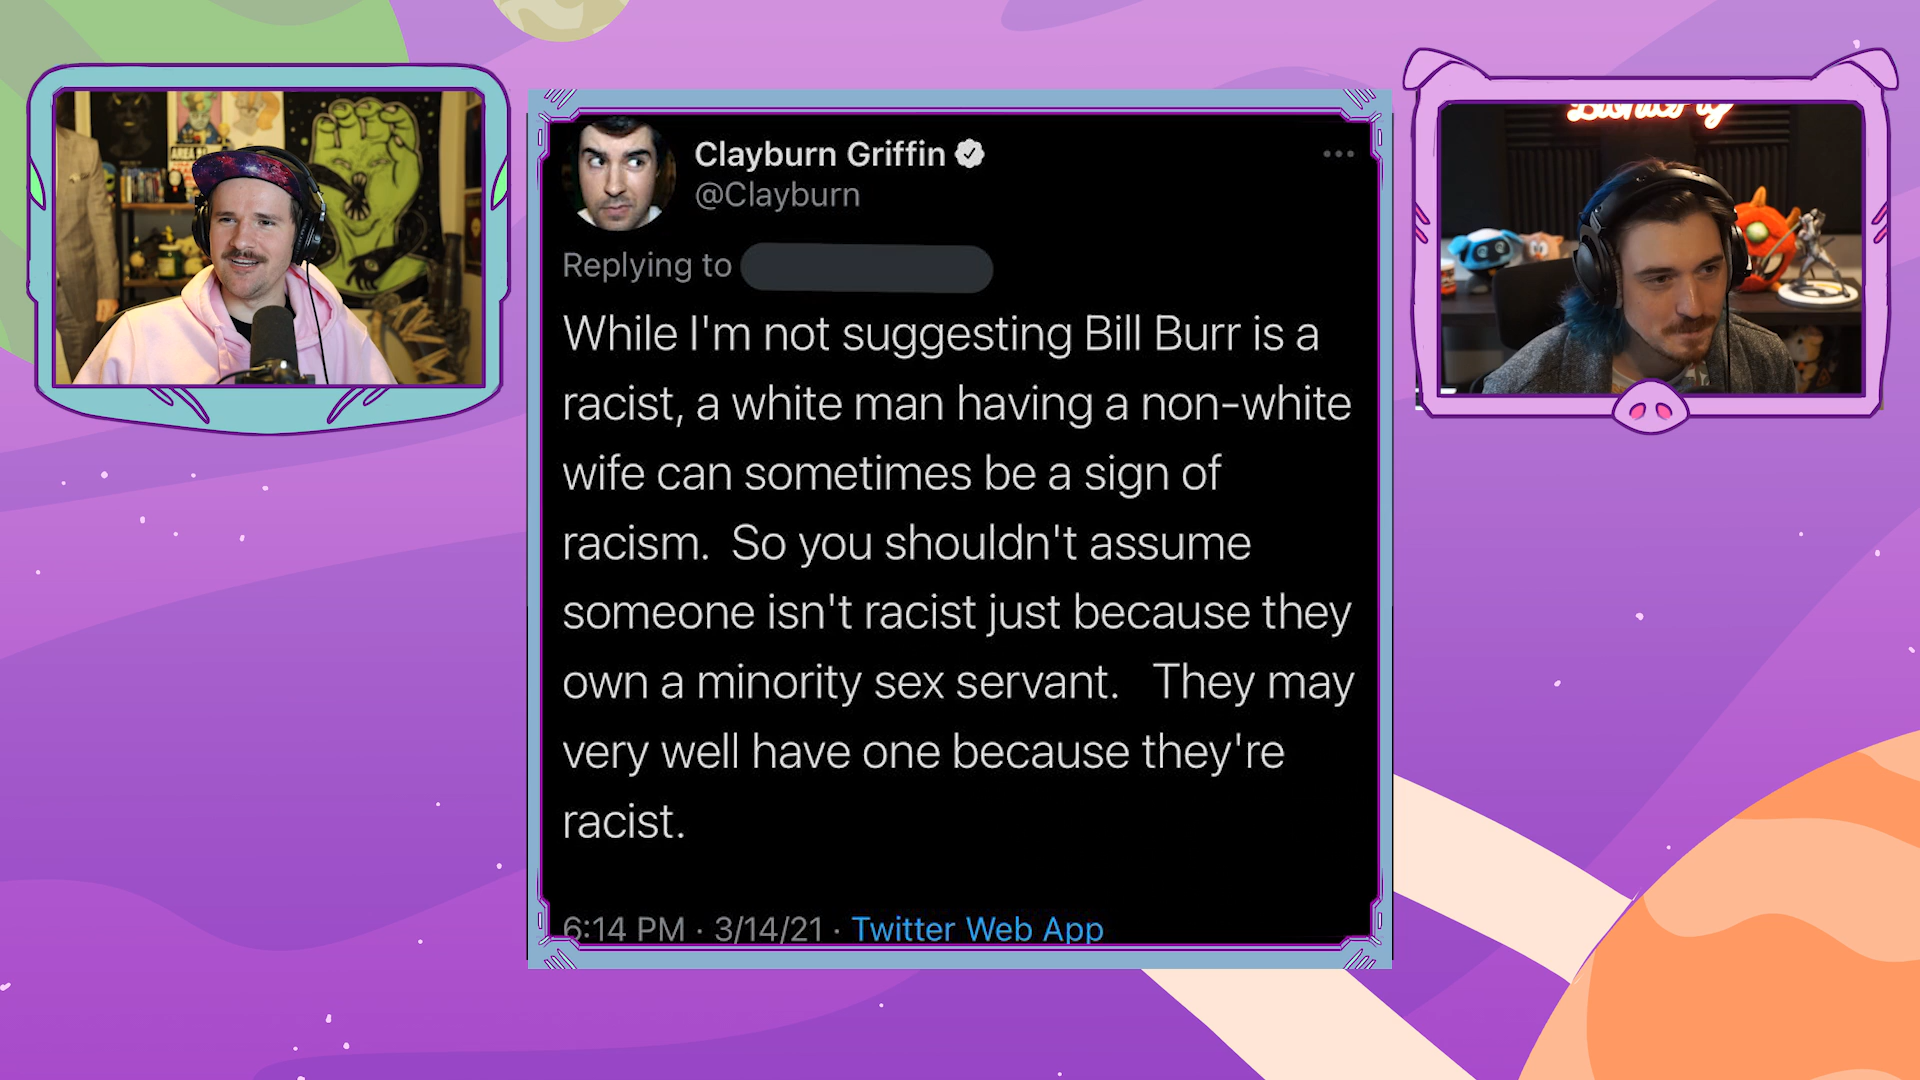 Clayburn Griffin
@Clayburn
Replying to
While I'm not suggesting Bill Burr is a
racist, a white man having a non-white
wife can sometimes be a sign of
racism.  So you shouldn't assume
someone isn't racist just because they
own a minority sex servant.   They may
very well have one because they're
racist.
6:14 PM · 3/14/21 · Twitter Web App